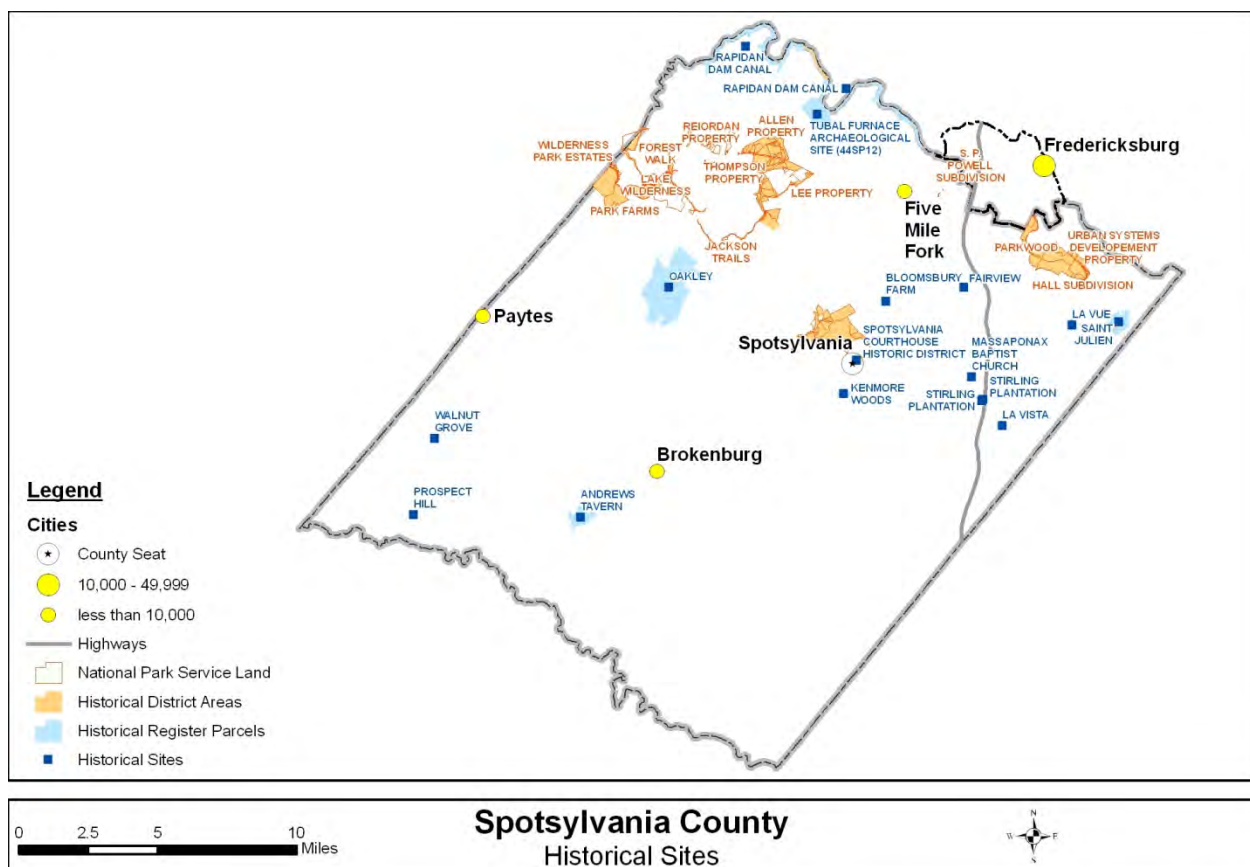 RAPIDAN
DAM CANAL
RAPIDAN DAM CANAL
TUBAL FURNACE
ARCHAEOLOGICAL
SITE (44SP12)
REIORDAN
PROPERTY
ALLEN
PROPERTY
WILDERNESS
PARK ESTATES
FOREST
WALK
LAKE
WILDERNESS
THOMPSON
PROPERTY
LEE PROPERTY
PARK FARMS
JACKSON
TRAILS
S. P.
POWELL
SUBDIVISION
Fredericksburg
Five
Mile
Fork
PARKWOOD
URBAN SYSTEMS
DEVELOPEMENT
PROPERTY
HALL SUBDIVISION
OAKLEY
BLOOMSBURY
FARM
FAIRVIEW
Paytes
LA VUE
SAINT
JULIEN
Spotsylvania
SPOTSYLVANIA
COURTHOUSE
HISTORIC DISTRICT
MASSAPONAX
BAPTIST
CHURCH
KENMORE
WOODS
STIRLING
PLANTATION
STIRLING
PLANTATION
LA VISTA
WALNUT
GROVE
Brokenburg
PROSPECT
HILL
ANDREWS
TAVERN
Legend
Cities
County Seat
10,000 - 49,999
less than 10,000
Highways
National Park Service Land
Historical District Areas
Historical Register Parcels
Historical Sites
0 2.5 5 10
Miles
Spotsylvania County
Historical Sites
N
W E
S